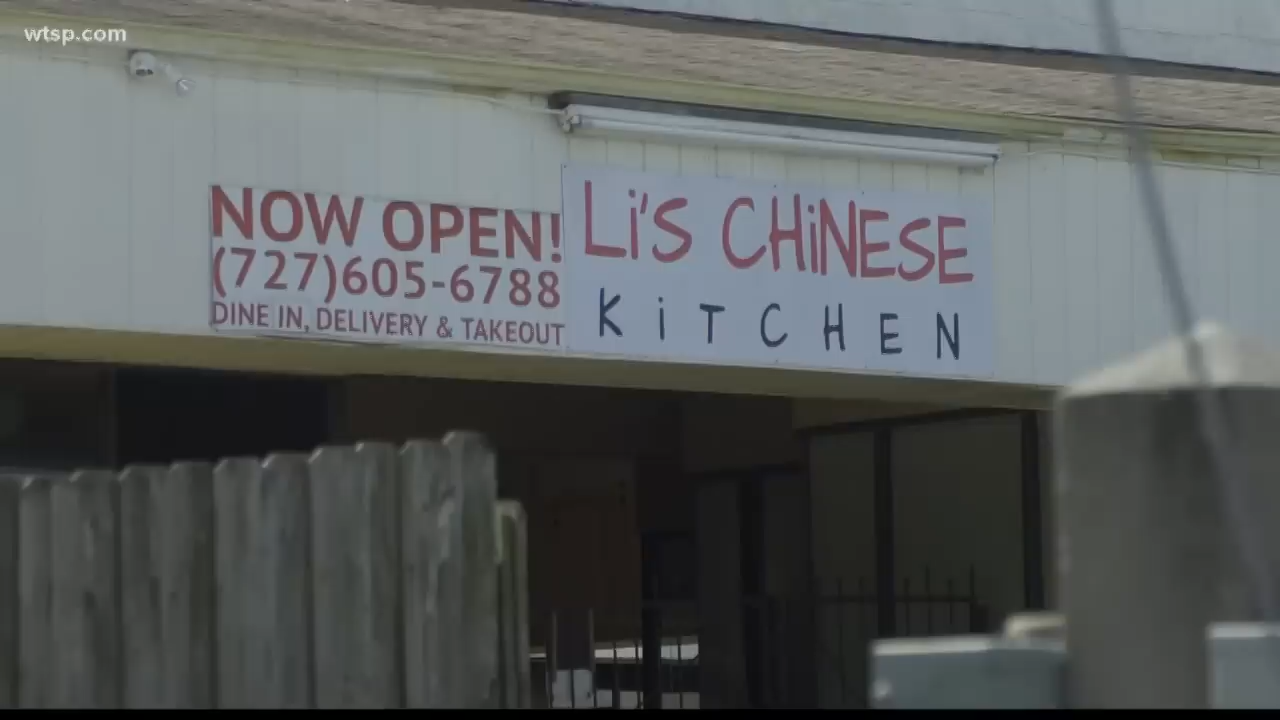 wtsp.com
NOW OPEN!
(727)605-6788
DINE IN, DELIVERY & TAKEOUT
Li'S CHiNESE
KiTCHEN